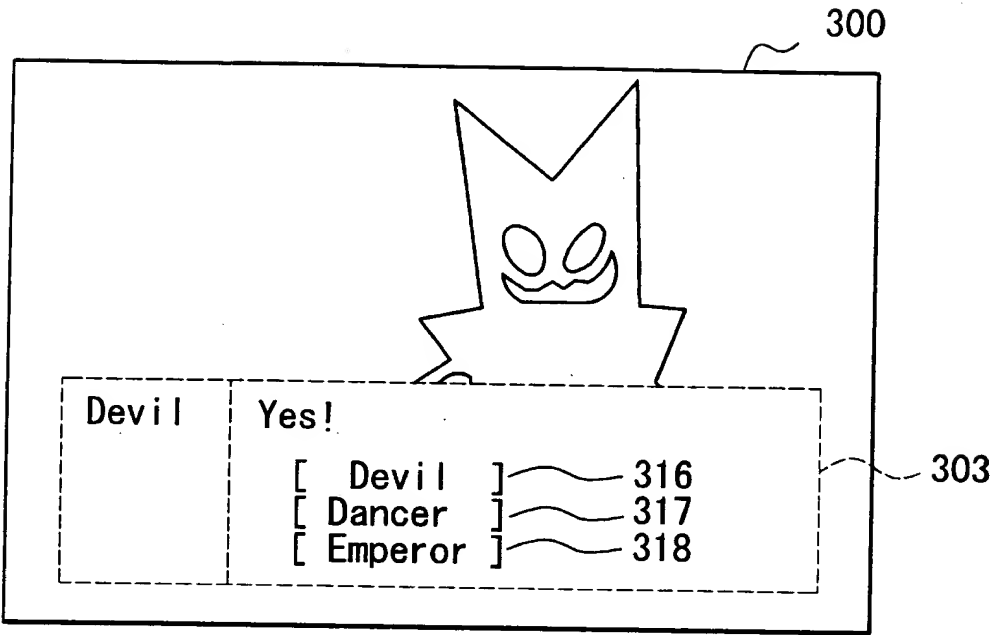 300
Devil
Yes!
[ Devil ] 316
[ Dancer ] 317
[ Emperor ] 318
303